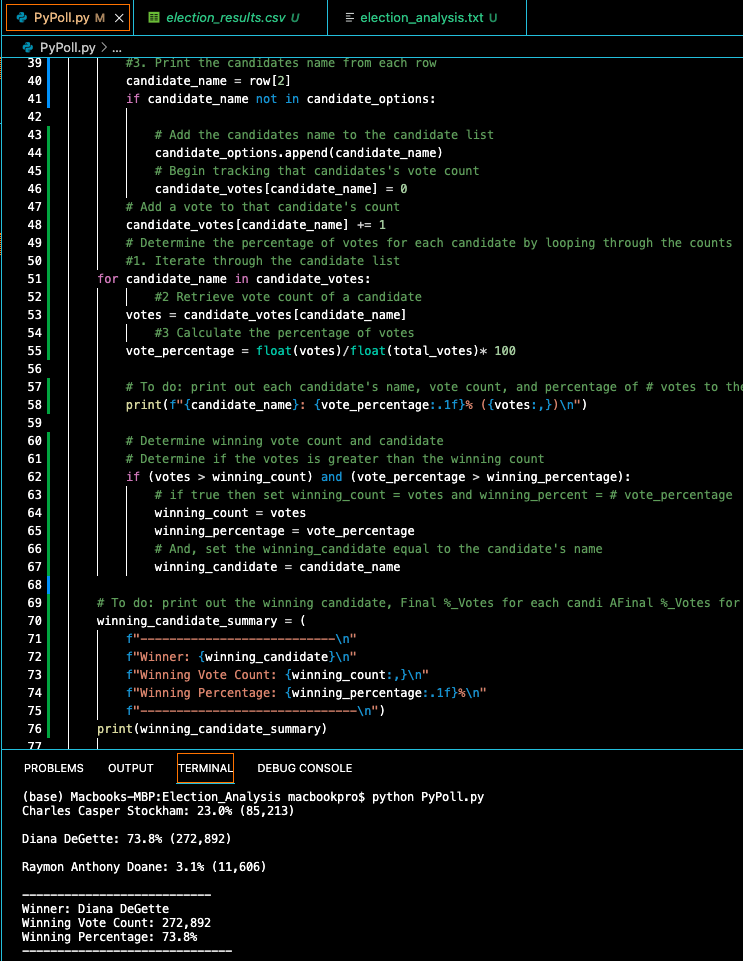 PyPoll.py M × election_results.csv U election_analysis.txt U
PyPoll.py > ...
39 #3. Print the candidates name from each row
40 candidate_name = row[2]
41 if candidate_name not in candidate_options:
42
43 # Add the candidates name to the candidate list
44 candidate_options.append(candidate_name)
45 # Begin tracking that candidates's vote count
46 candidate_votes[candidate_name] = 0
47 # Add a vote to that candidate's count
48 candidate_votes[candidate_name] += 1
49 # Determine the percentage of votes for each candidate by looping through the counts
50 #1. Iterate through the candidate list
51 for candidate_name in candidate_votes:
52 #2 Retrieve vote count of a candidate
53 votes = candidate_votes[candidate_name]
54 #3 Calculate the percentage of votes
55 vote_percentage = float(votes)/float(total_votes)* 100
56
57 # To do: print out each candidate's name, vote count, and percentage of # votes to the
58 print(f"{candidate_name}: {vote_percentage:.1f}% ({votes:,})\n")
59
60 # Determine winning vote count and candidate
61 # Determine if the votes is greater than the winning count
62 if (votes > winning_count) and (vote_percentage > winning_percentage):
63 # if true then set winning_count = votes and winning_percent = # vote_percentage
64 winning_count = votes
65 winning_percentage = vote_percentage
66 # And, set the winning_candidate equal to the candidate's name
67 winning_candidate = candidate_name
68
69 # To do: print out the winning candidate, Final %_Votes for each candi AFinal %_Votes for
70 winning_candidate_summary = (
71 f"---------------------------\n"
72 f"Winner: {winning_candidate}\n"
73 f"Winning Vote Count: {winning_count:,}\n"
74 f"Winning Percentage: {winning_percentage:.1f}%\n"
75 f"------------------------------\n")
76 print(winning_candidate_summary)
77
PROBLEMS OUTPUT TERMINAL DEBUG CONSOLE
(base) Macbooks-MBP:Election_Analysis macbookpro$ python PyPoll.py
Charles Casper Stockham: 23.0% (85,213)
Diana DeGette: 73.8% (272,892)
Raymon Anthony Doane: 3.1% (11,606)
---------------------------
Winner: Diana DeGette
Winning Vote Count: 272,892
Winning Percentage: 73.8%
------------------------------